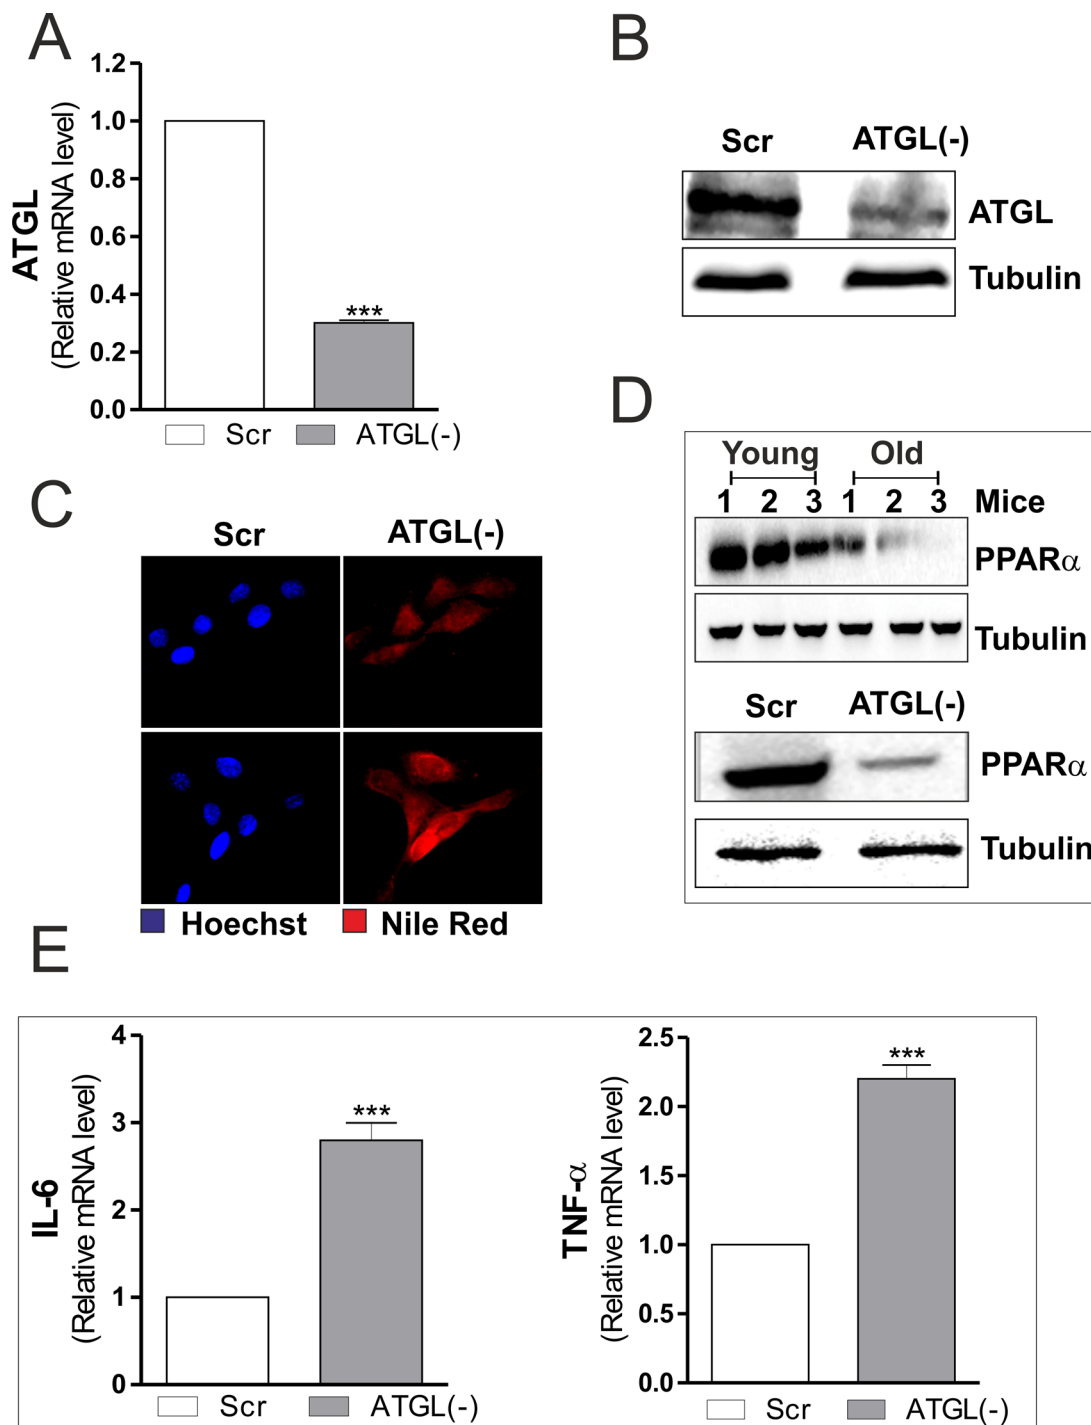 A
1.2
1.0
0.8
0.6
0.4
0.2
0.0
ATGL
(Relative mRNA level)
***
Scr
ATGL(-)
B
Scr
ATGL(-)
ATGL
Tubulin
C
Scr
ATGL(-)
Hoechst
Nile Red
D
Young
Old
1 2 3 1 2 3
Mice
PPARα
Tubulin
Scr
ATGL(-)
PPARα
Tubulin
E
4
3
2
1
0
IL-6
(Relative mRNA level)
***
Scr
ATGL(-)
2.5
2.0
1.5
1.0
0.5
0.0
TNF-α
(Relative mRNA level)
***
Scr
ATGL(-)